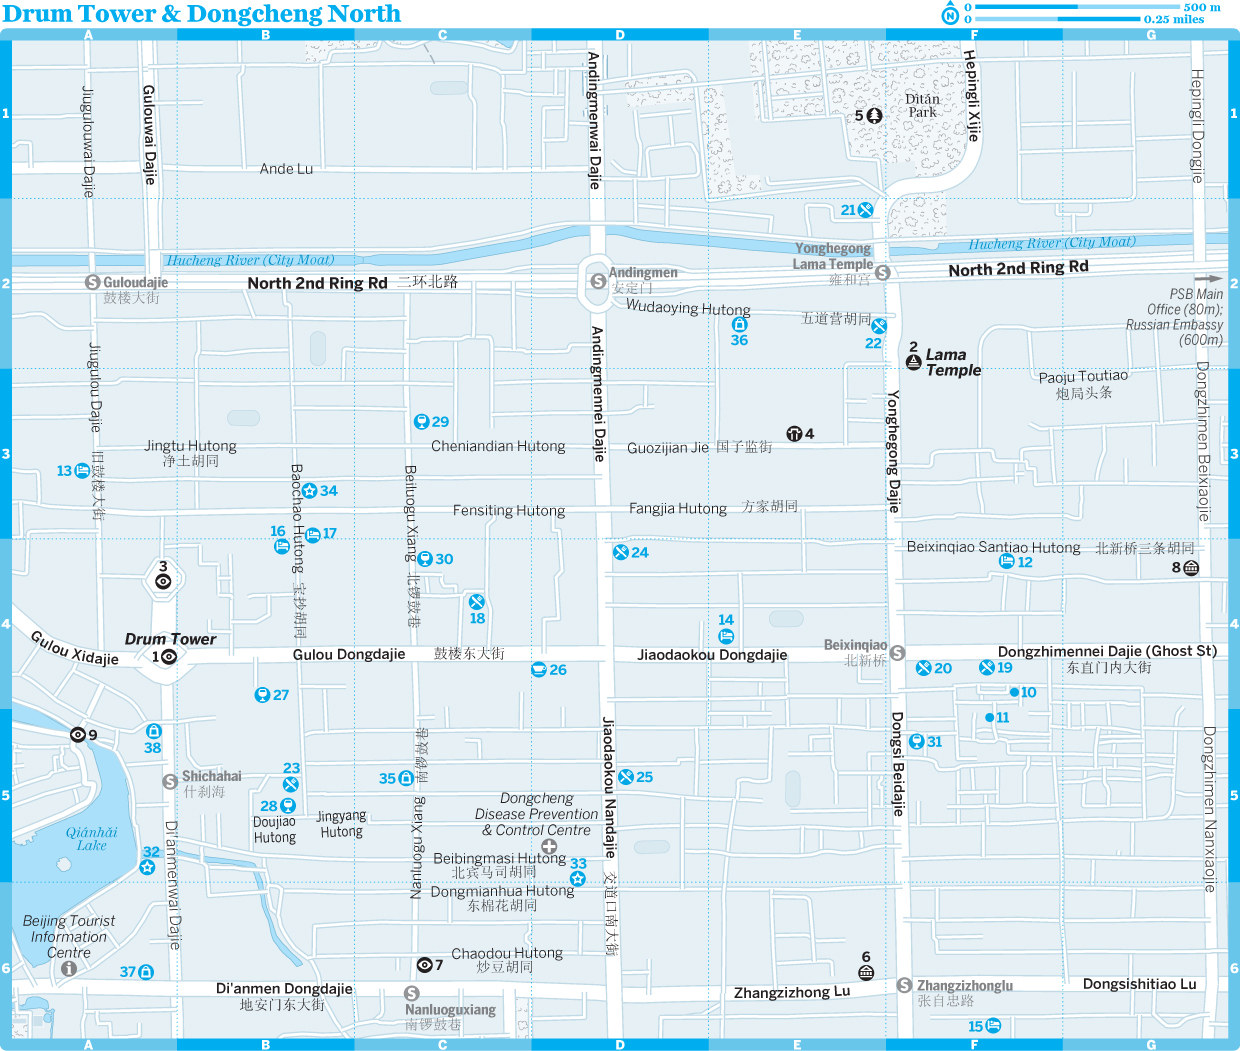 Drum Tower & Dongcheng North
N
0 500 m
0 0.25 miles
A B C D E F G
1
Jiugulouwai Dajie
Gulouwai Dajie
Andingmenwai Dajie
Hepingli Xijie
Hepingli Dongjie
5
Dìtán
Park
1
Ande Lu
21
Hucheng River (City Moat)
Hucheng River (City Moat)
Yonghegong
Lama Temple
雍和宫
2
Guloudajie
鼓楼大街
North 2nd Ring Rd 二环北路
Andingmen
安定门
North 2nd Ring Rd
2
PSB Main
Office (80m);
Russian Embassy
(600m)
Wudaoying Hutong
五道营胡同
36
22
2
Lama
Temple
Jiugulou Dajie
旧鼓楼大街
Andingmennei Dajie
Paoju Toutiao
炮局头条
Dongzhimen Beixiaojie
Yonghegong Dajie
29
4
3
Jingtu Hutong
净土胡同
Cheniandian Hutong
Guozijian Jie 国子监街
3
13
34
Baochao Hutong
宝抄胡同
Beiluogu Xiang
北锣鼓巷
Fensiting Hutong
Fangjia Hutong 方家胡同
16
17
30
24
Beixinqiao Santiao Hutong 北新桥三条胡同
12
8
3
18
4
14
4
Gulou Xidajie
Drum Tower
1
Gulou Dongdajie 鼓楼东大街
Jiaodaokou Dongdajie
Beixinqiao
北新桥
Dongzhimennei Dajie (Ghost St)
东直门内大街
26
20
19
10
27
11
9
38
31
Jiaodaokou Nandajie
交道口南大街
Dongsi Beidajie
Dongzhimen Nanxiaojie
南锣鼓巷
Nanluogu Xiang
Shichahai
什刹海
23
35
25
5
28
Doujiao
Hutong
Jingyang
Hutong
Dongcheng
Disease Prevention
& Control Centre
5
Qiánhǎi
Lake
Di'anmenwai Dajie
32
Beibingmasi Hutong
北宾马司胡同
33
Dongmianhua Hutong
东棉花胡同
Beijing Tourist
Information
Centre
Chaodou Hutong
炒豆胡同
7
6
6
37
6
Di'anmen Dongdajie
地安门东大街
Nanluoguxiang
南锣鼓巷
Zhangzizhong Lu
Zhangzizhonglu
张自忠路
Dongsishitiao Lu
15
A B C D E F G